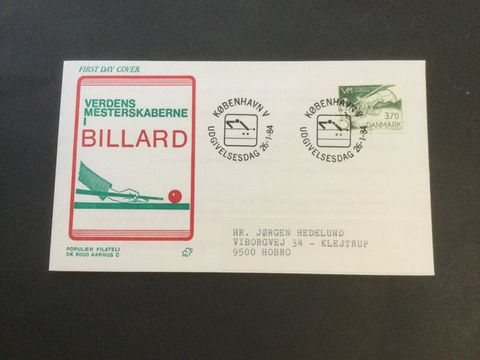 FIRST DAY COVER
VERDENS
MESTERSKABERNE
I
BILLARD
POPULÆR FILATELI
DK 8000 AARHUS C
KØBENHAVN V
UDGIVELSESDAG 26-1-84
KØBENHAVN V
UDGIVELSESDAG 26-1-84
VM
3.70
DANMARK
HR. JØRGEN HEDELUND
VIBORGVEJ 34 - KLEJTRUP
9500 HOBRO